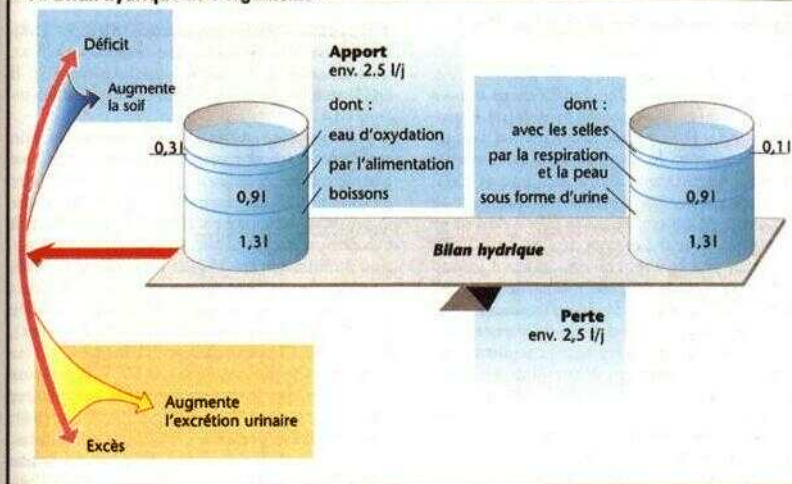 Déficit
Augmente
la soif
Apport
env. 2.5 l/j
dont :
eau d'oxydation
par l'alimentation
boissons
0,3l
0,9l
1,3l
dont :
avec les selles
par la respiration
et la peau
sous forme d'urine
0,1l
0,9l
1,3l
Bilan hydrique
Perte
env. 2,5 l/j
Augmente
l'excrétion urinaire
Excès